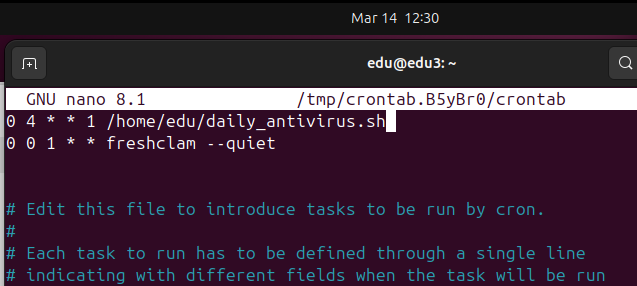 Mar 14 12:30
edu@edu3: ~
GNU nano 8.1 /tmp/crontab.B5yBr0/crontab
0 4 * * 1 /home/edu/daily_antivirus.sh
0 0 1 * * freshclam --quiet
# Edit this file to introduce tasks to be run by cron.
#
# Each task to run has to be defined through a single line
# indicating with different fields when the task will be run